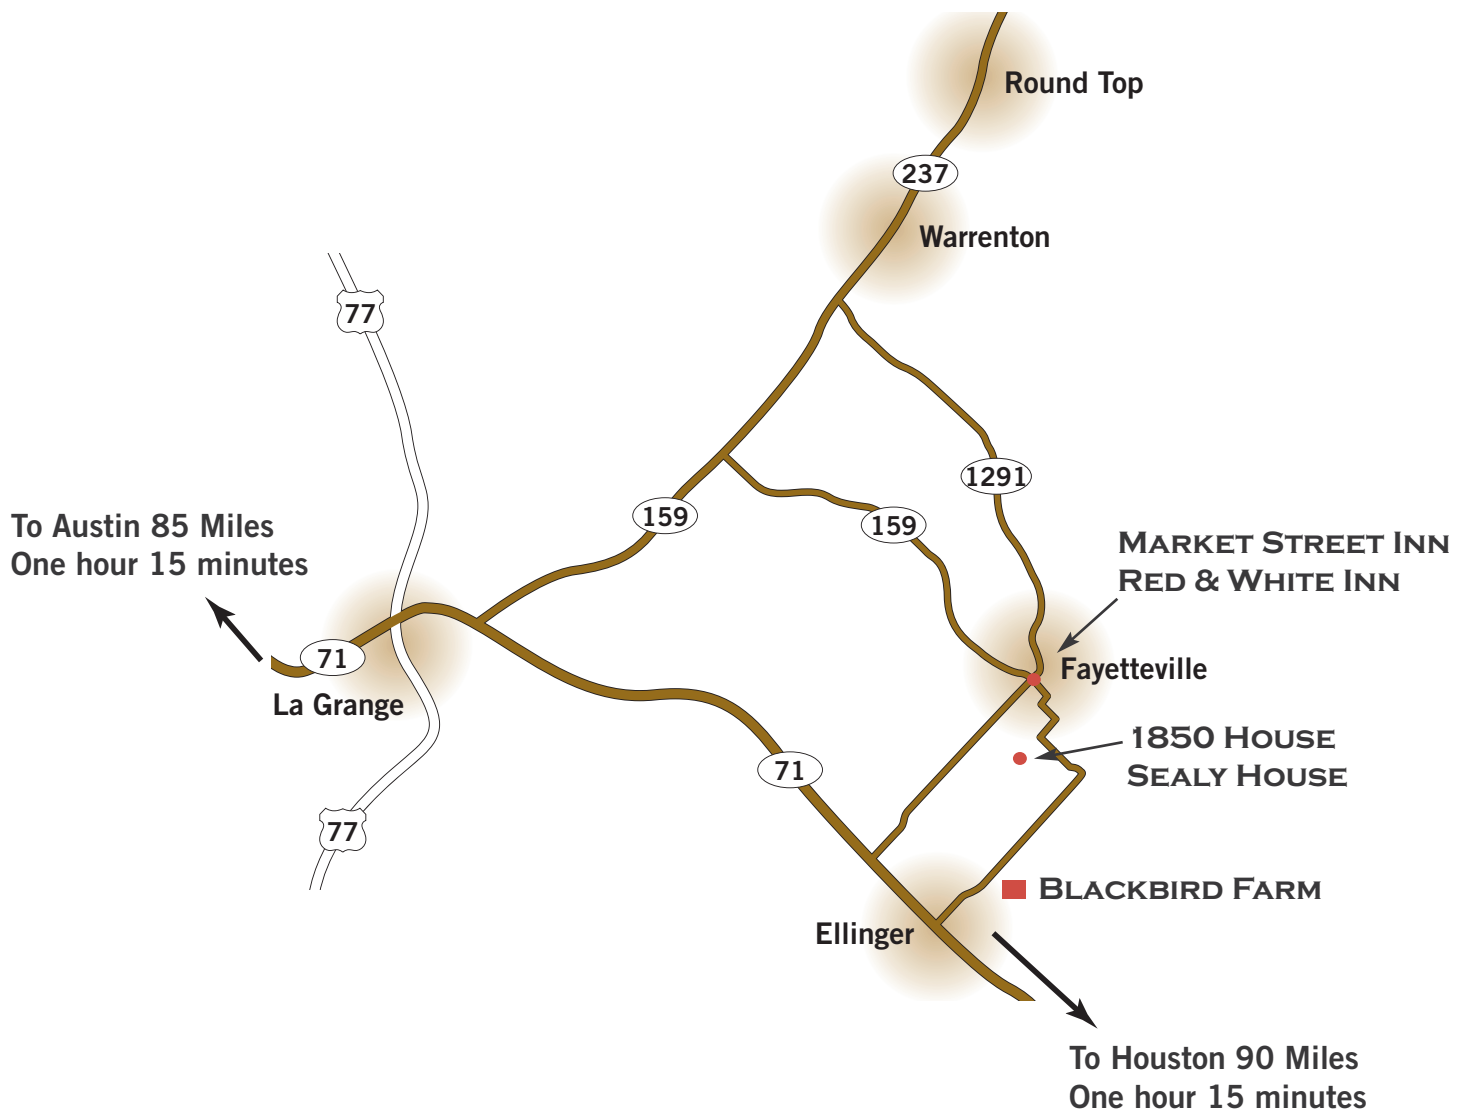 Round Top
237
Warrenton
77
1291
159
159
To Austin 85 Miles
One hour 15 minutes
MARKET STREET INN
RED & WHITE INN
71
Fayetteville
La Grange
1850 HOUSE
SEALY HOUSE
71
77
BLACKBIRD FARM
Ellinger
To Houston 90 Miles
One hour 15 minutes